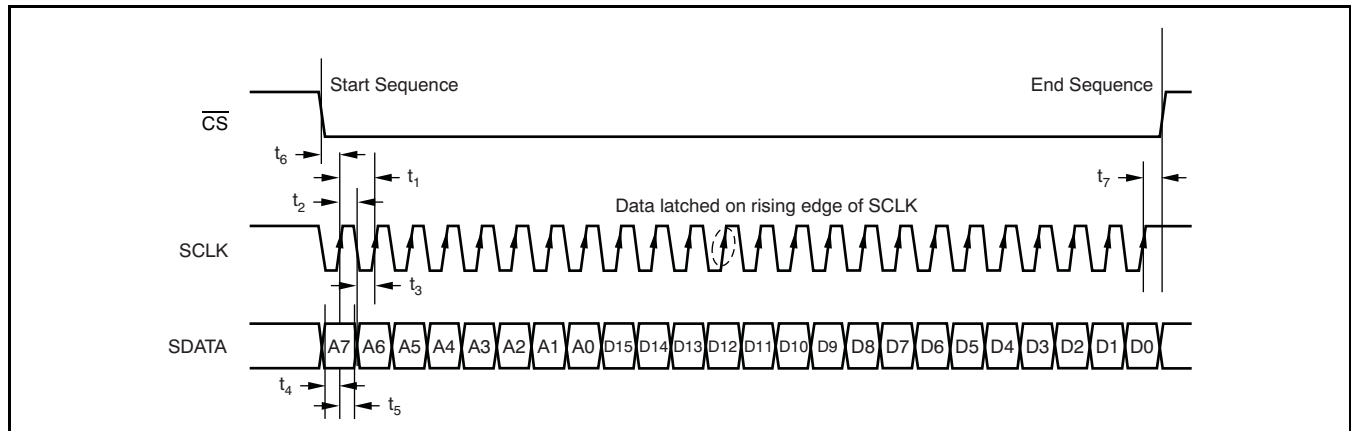 Start Sequence
End Sequence
CS
t6
t1
t7
t2
Data latched on rising edge of SCLK
SCLK
t3
SDATA
A7 A6 A5 A4 A3 A2 A1 A0 D15 D14 D13 D12 D11 D10 D9 D8 D7 D6 D5 D4 D3 D2 D1 D0
t4
t5